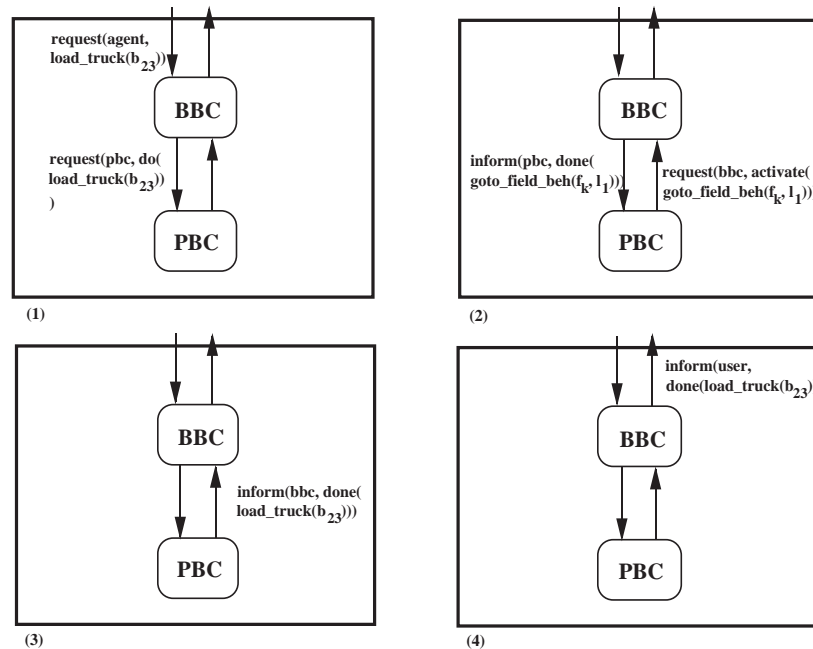 request(agent,
load_truck(b23))
BBC
request(pbc, do(
load_truck(b23))
)
PBC
(1)
BBC
inform(pbc, done(
goto_field_beh(fk, l1)))
request(bbc, activate(
goto_field_beh(fk, l1))
PBC
(2)
BBC
inform(bbc, done(
load_truck(b23)))
PBC
(3)
inform(user,
done(load_truck(b23)
BBC
PBC
(4)